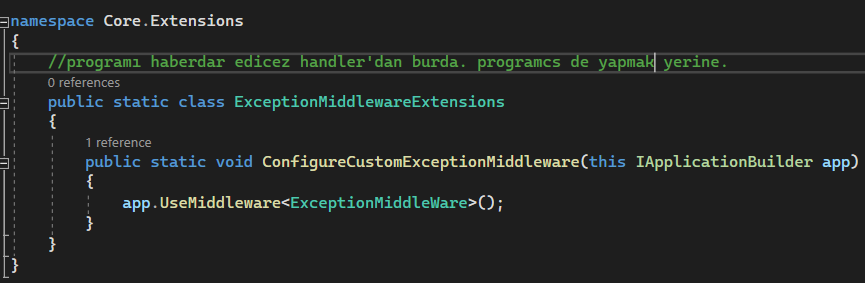 namespace Core.Extensions
{
//programı haberdar edicez handler'dan burda. programcs de yapmak yerine.
0 references
public static class ExceptionMiddlewareExtensions
{
1 reference
public static void ConfigureCustomExceptionMiddleware(this IApplicationBuilder app)
{
app.UseMiddleware<ExceptionMiddleWare>();
}
}
}